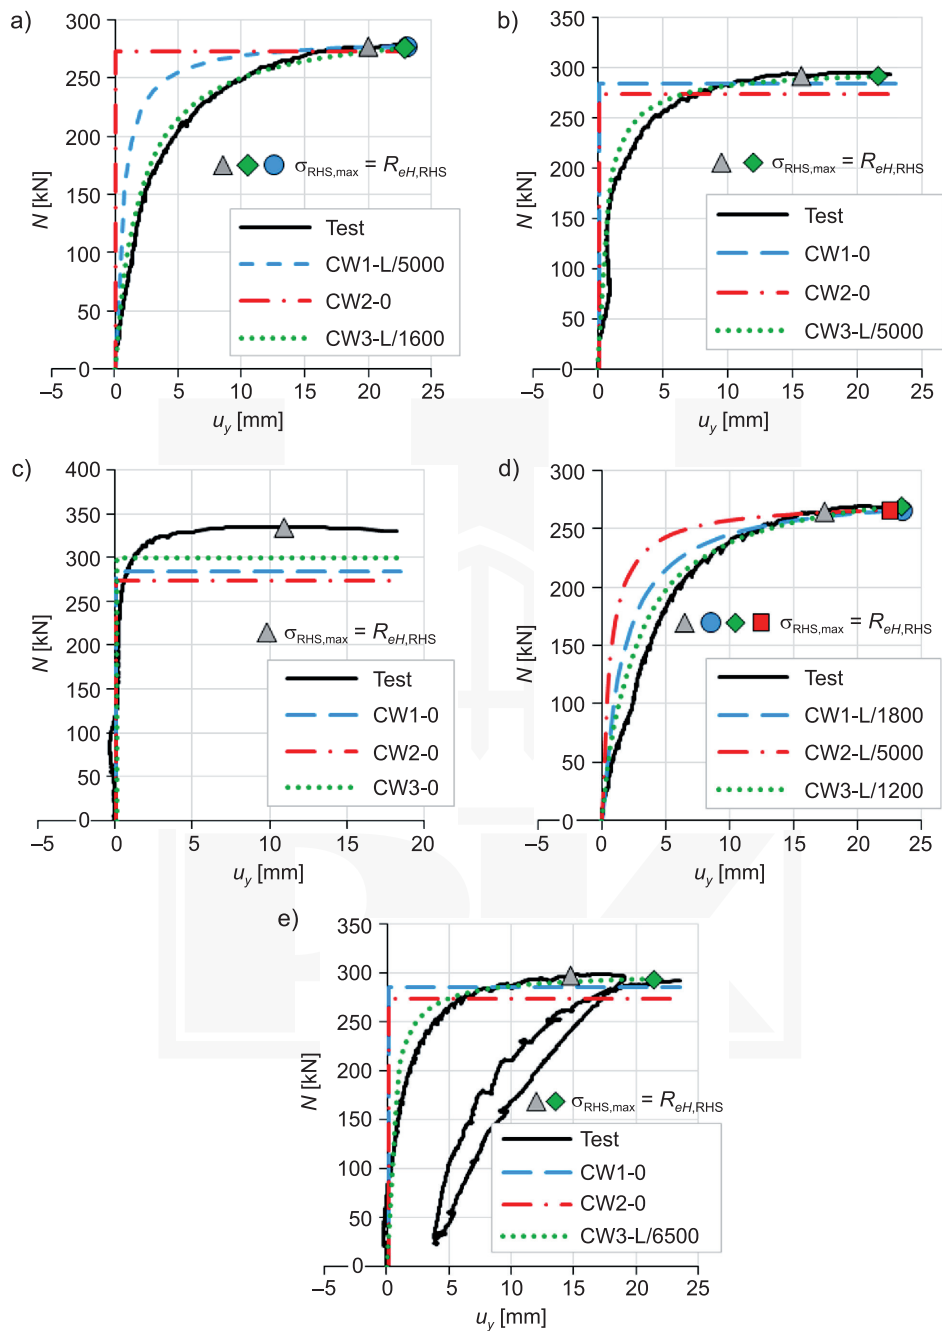 a)
300
250
200
150
100
50
0
N [kN]
σRHS,max = ReH,RHS
Test
CW1-L/5000
CW2-0
CW3-L/1600
–5 0 5 10 15 20 25
uy [mm]
b)
350
300
250
200
150
100
50
0
N [kN]
σRHS,max = ReH,RHS
Test
CW1-0
CW2-0
CW3-L/5000
–5 0 5 10 15 20 25
uy [mm]
c)
400
350
300
250
200
150
100
50
0
N [kN]
σRHS,max = ReH,RHS
Test
CW1-0
CW2-0
CW3-0
–5 0 5 10 15 20
uy [mm]
d)
300
250
200
150
100
50
0
N [kN]
σRHS,max = ReH,RHS
Test
CW1-L/1800
CW2-L/5000
CW3-L/1200
–5 0 5 10 15 20 25
uy [mm]
e)
350
300
250
200
150
100
50
0
N [kN]
σRHS,max = ReH,RHS
Test
CW1-0
CW2-0
CW3-L/6500
–5 0 5 10 15 20 25
uy [mm]